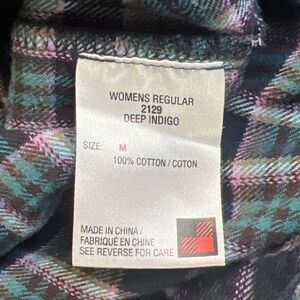 WOMENS REGULAR
2129
DEEP INDIGO
SIZE: M
100% COTTON / COTON
MADE IN CHINA /
FABRIQUÉ EN CHINE
SEE REVERSE FOR CARE